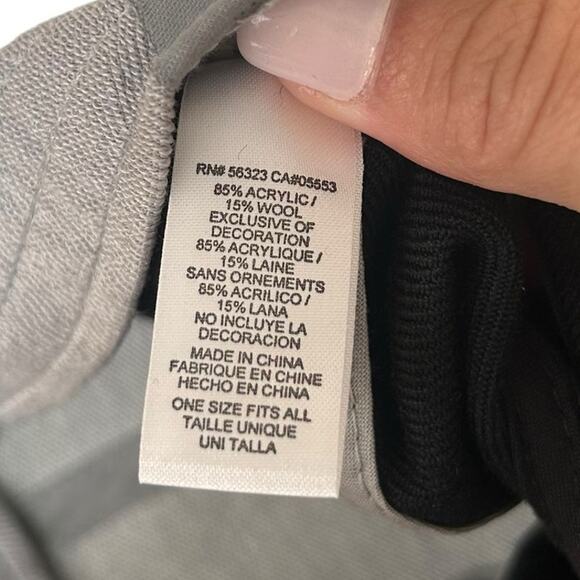 RN# 56323 CA#05553
85% ACRYLIC /
15% WOOL
EXCLUSIVE OF
DECORATION
85% ACRYLIQUE /
15% LAINE
SANS ORNEMENTS
85% ACRILICO /
15% LANA
NO INCLUYE LA
DECORACION
MADE IN CHINA
FABRIQUE EN CHINE
HECHO EN CHINA
ONE SIZE FITS ALL
TAJLLE UNIQUE
UNI TALLA